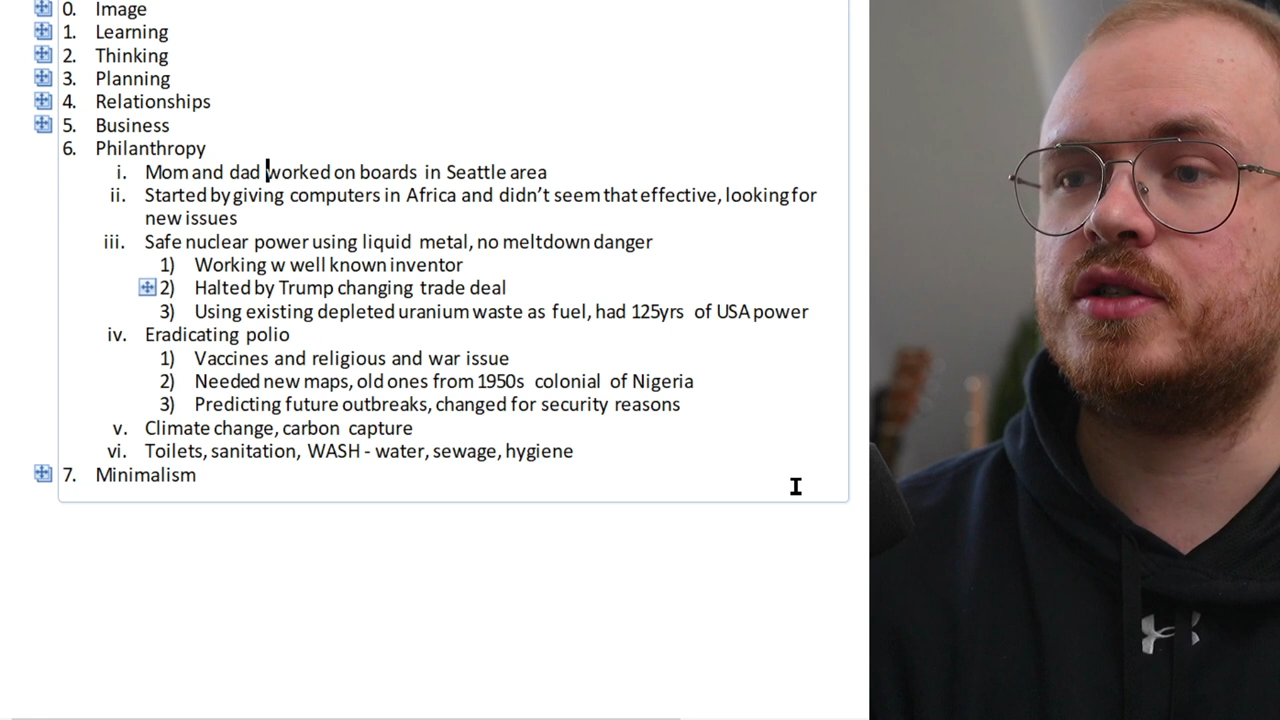 0. Image
1. Learning
2. Thinking
3. Planning
4. Relationships
5. Business
6. Philanthropy
i. Mom and dad worked on boards in Seattle area
ii. Started by giving computers in Africa and didn’t seem that effective, looking for
new issues
iii. Safe nuclear power using liquid metal, no meltdown danger
1) Working w well known inventor
2) Halted by Trump changing trade deal
3) Using existing depleted uranium waste as fuel, had 125yrs of USA power
iv. Eradicating polio
1) Vaccines and religious and war issue
2) Needed new maps, old ones from 1950s colonial of Nigeria
3) Predicting future outbreaks, changed for security reasons
v. Climate change, carbon capture
vi. Toilets, sanitation, WASH - water, sewage, hygiene
7. Minimalism